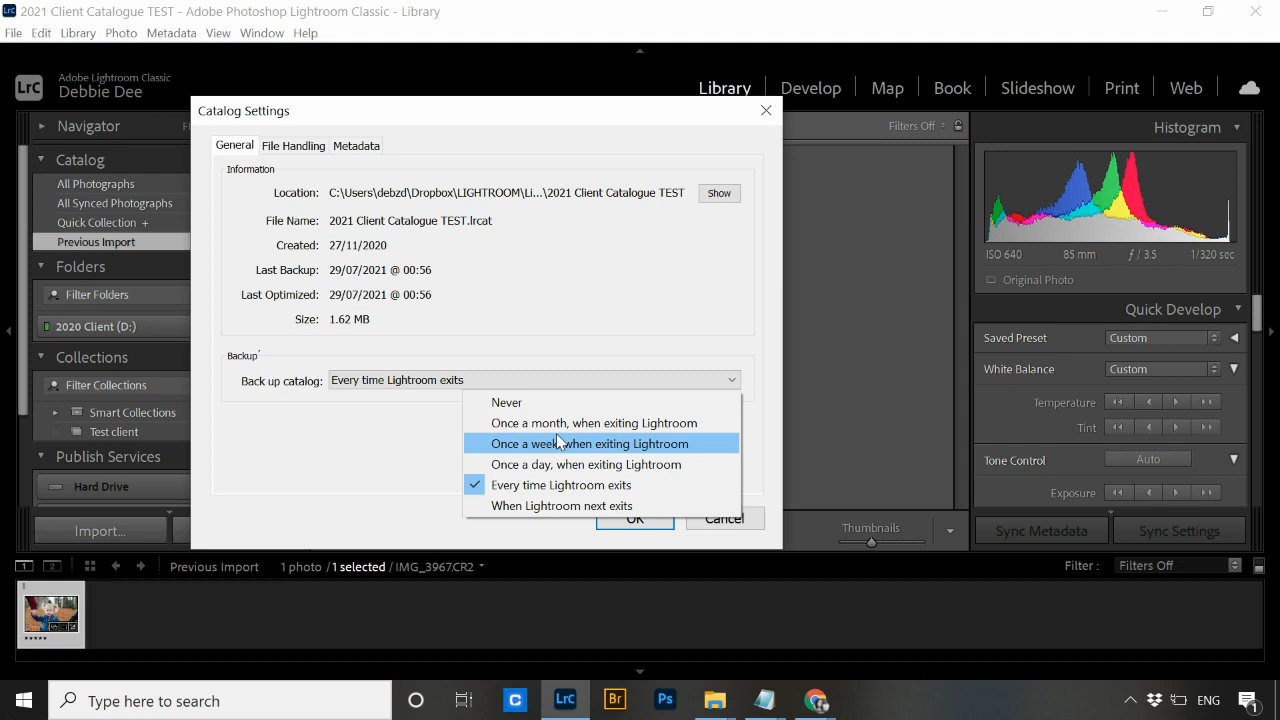 LrC 2021 Client Catalogue TEST - Adobe Photoshop Lightroom Classic - Library
File Edit Library Photo Metadata View Window Help
LrC Adobe Lightroom Classic
Debbie Dee
Library Develop Map Book Slideshow Print Web
Catalog Settings
Navigator
Filters Off
Histogram
General File Handling Metadata
Catalog
Information
All Photographs
Location: C:\Users\debzd\Dropbox\LIGHTROOM\Li...\2021 Client Catalogue TEST Show
All Synced Photographs
Quick Collection +
File Name: 2021 Client Catalogue TEST.lrcat
Previous Import
Created: 27/11/2020
ISO 640 85 mm ƒ / 3.5 1/320 sec
Folders
Last Backup: 29/07/2021 @ 00:56
Original Photo
Filter Folders
Last Optimized: 29/07/2021 @ 00:56
Quick Develop
2020 Client (D:)
Size: 1.62 MB
Saved Preset Custom
Collections
Backup
White Balance Custom
Filter Collections
Back up catalog: Every time Lightroom exits
Temperature
Never
Smart Collections
Once a month, when exiting Lightroom
Tint
Test client
Once a week, when exiting Lightroom
Publish Services
Once a day, when exiting Lightroom
Tone Control Auto
Hard Drive
Every time Lightroom exits
Exposure
When Lightroom next exits
OK Cancel
Import...
Thumbnails
Sync Metadata Sync Settings
1 2 Previous Import 1 photo / 1 selected / IMG_3967.CR2
Filter : Filters Off
1
Type here to search
LrC Br Ps
ENG
1